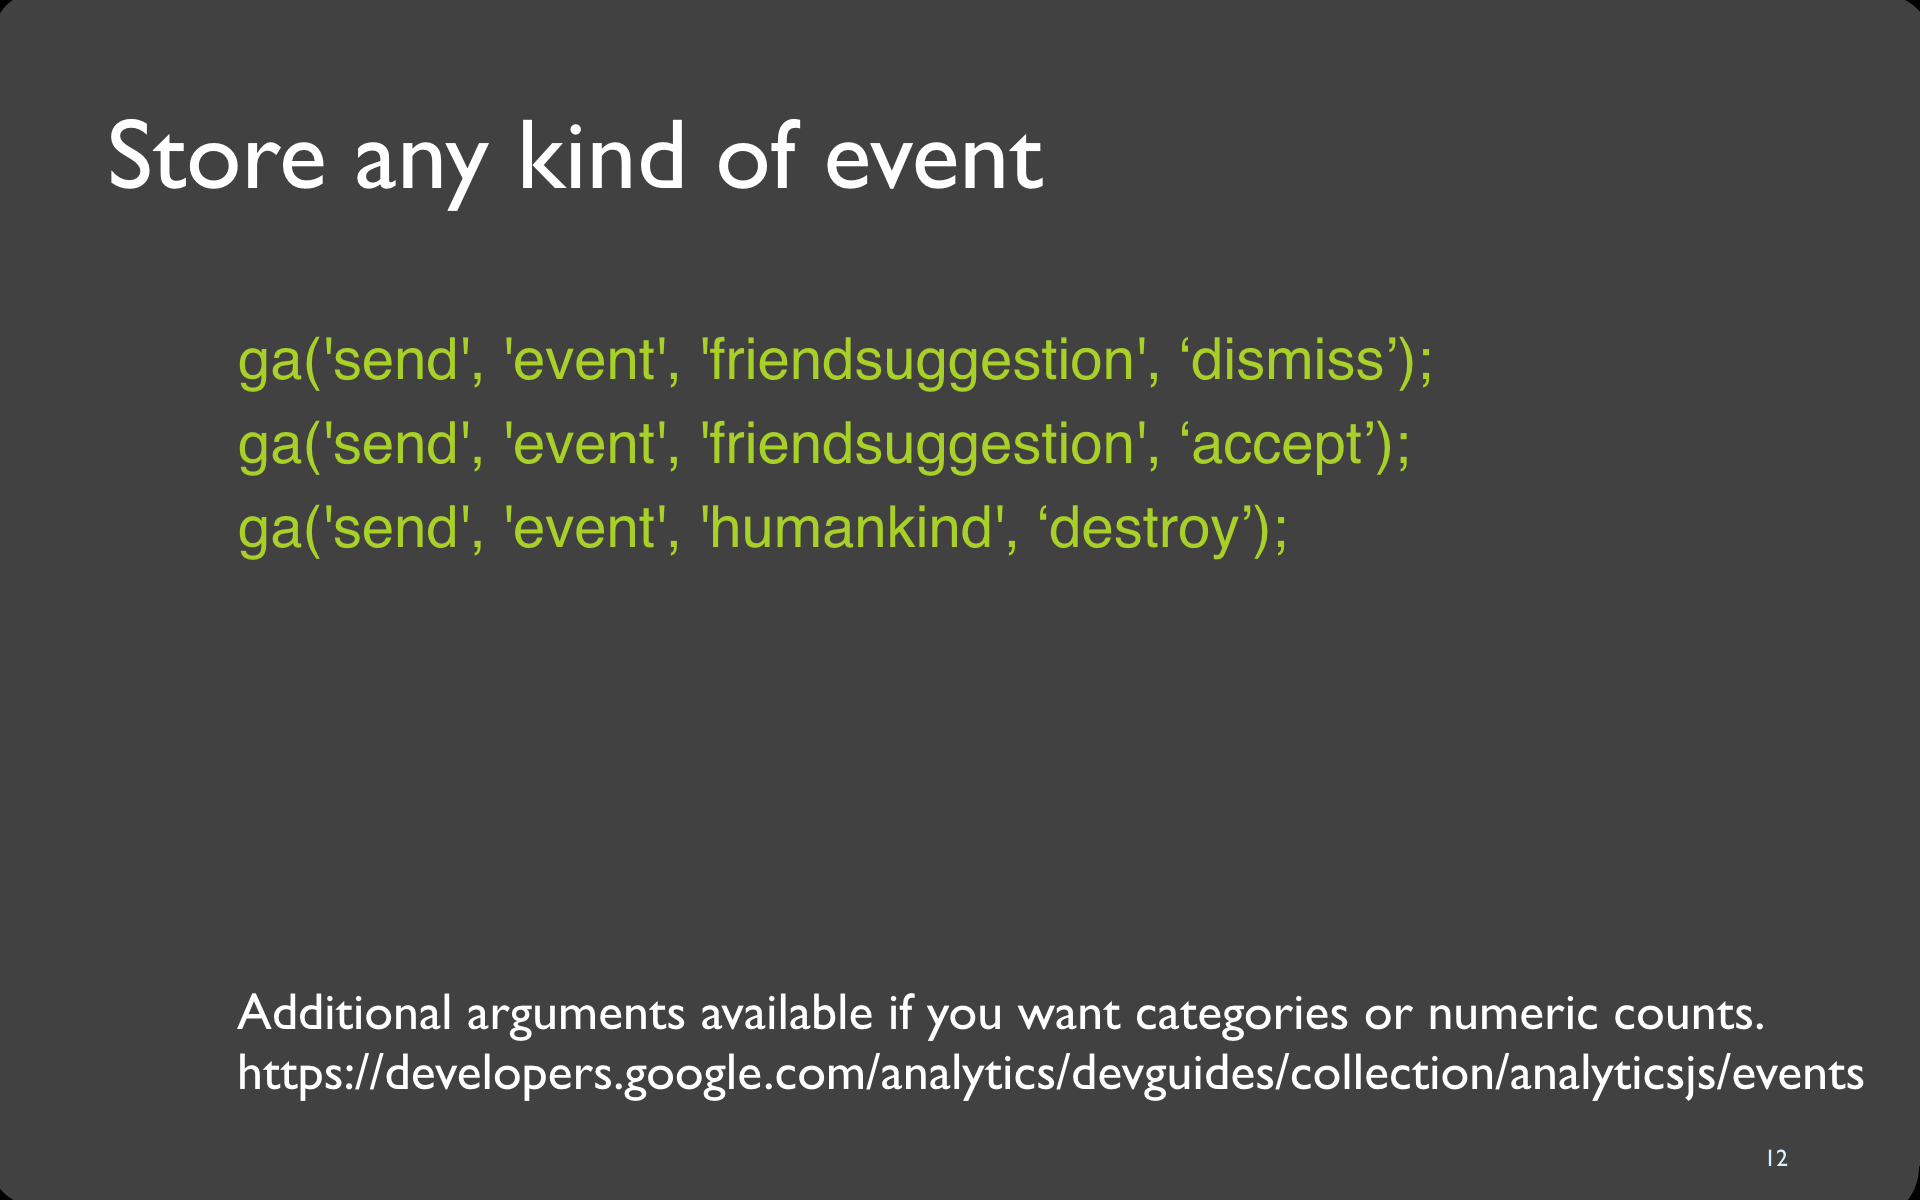 Store any kind of event
ga('send', 'event', 'friendsuggestion', ‘dismiss’);
ga('send', 'event', 'friendsuggestion', ‘accept’);
ga('send', 'event', 'humankind', ‘destroy’);
Additional arguments available if you want categories or numeric counts.
https://developers.google.com/analytics/devguides/collection/analyticsjs/events
12